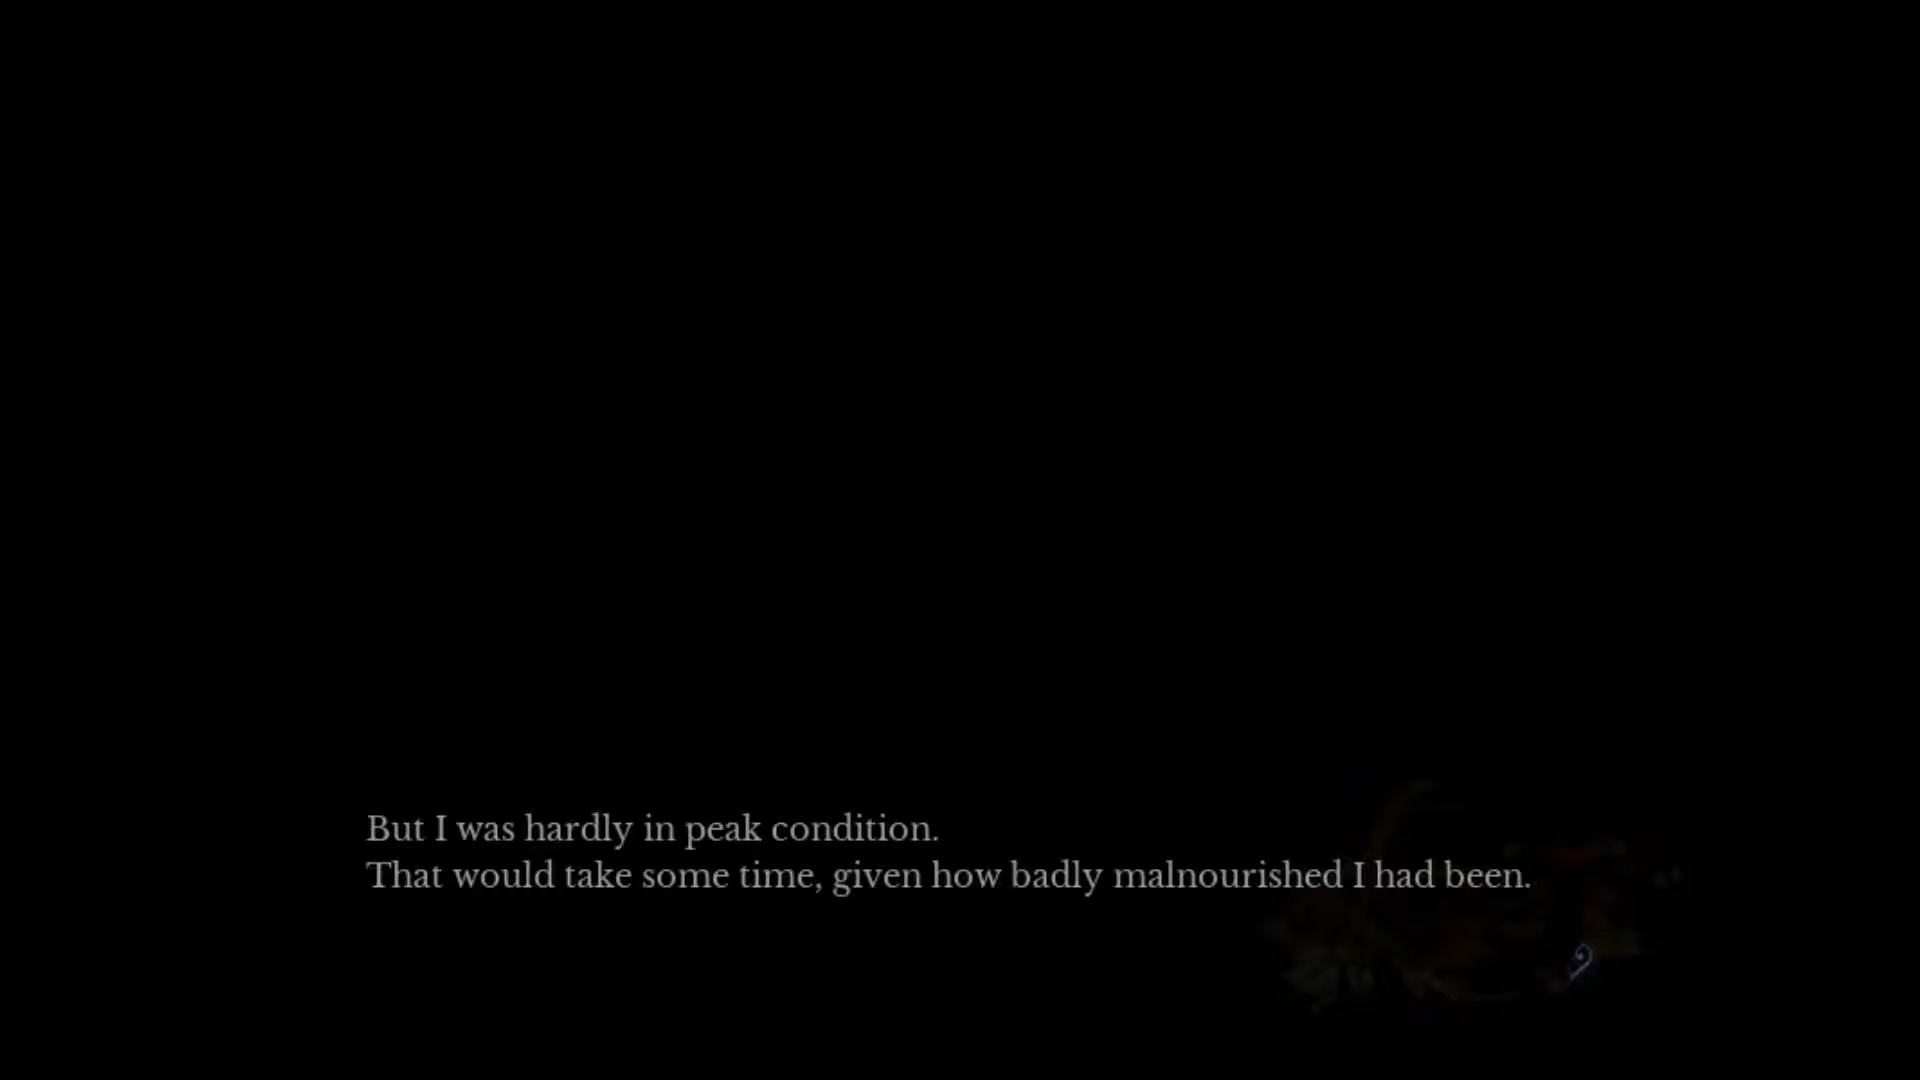 But I was hardly in peak condition.
That would take some time, given how badly malnourished I had been.